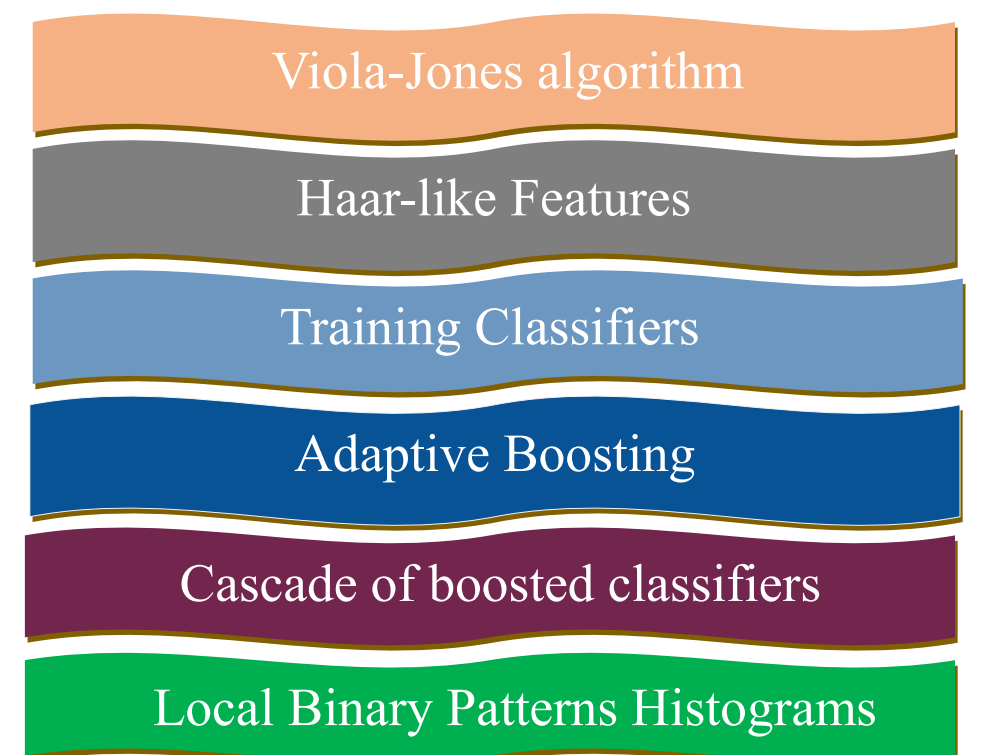 Viola-Jones algorithm
Haar-like Features
Training Classifiers
Adaptive Boosting
Cascade of boosted classifiers
Local Binary Patterns Histograms